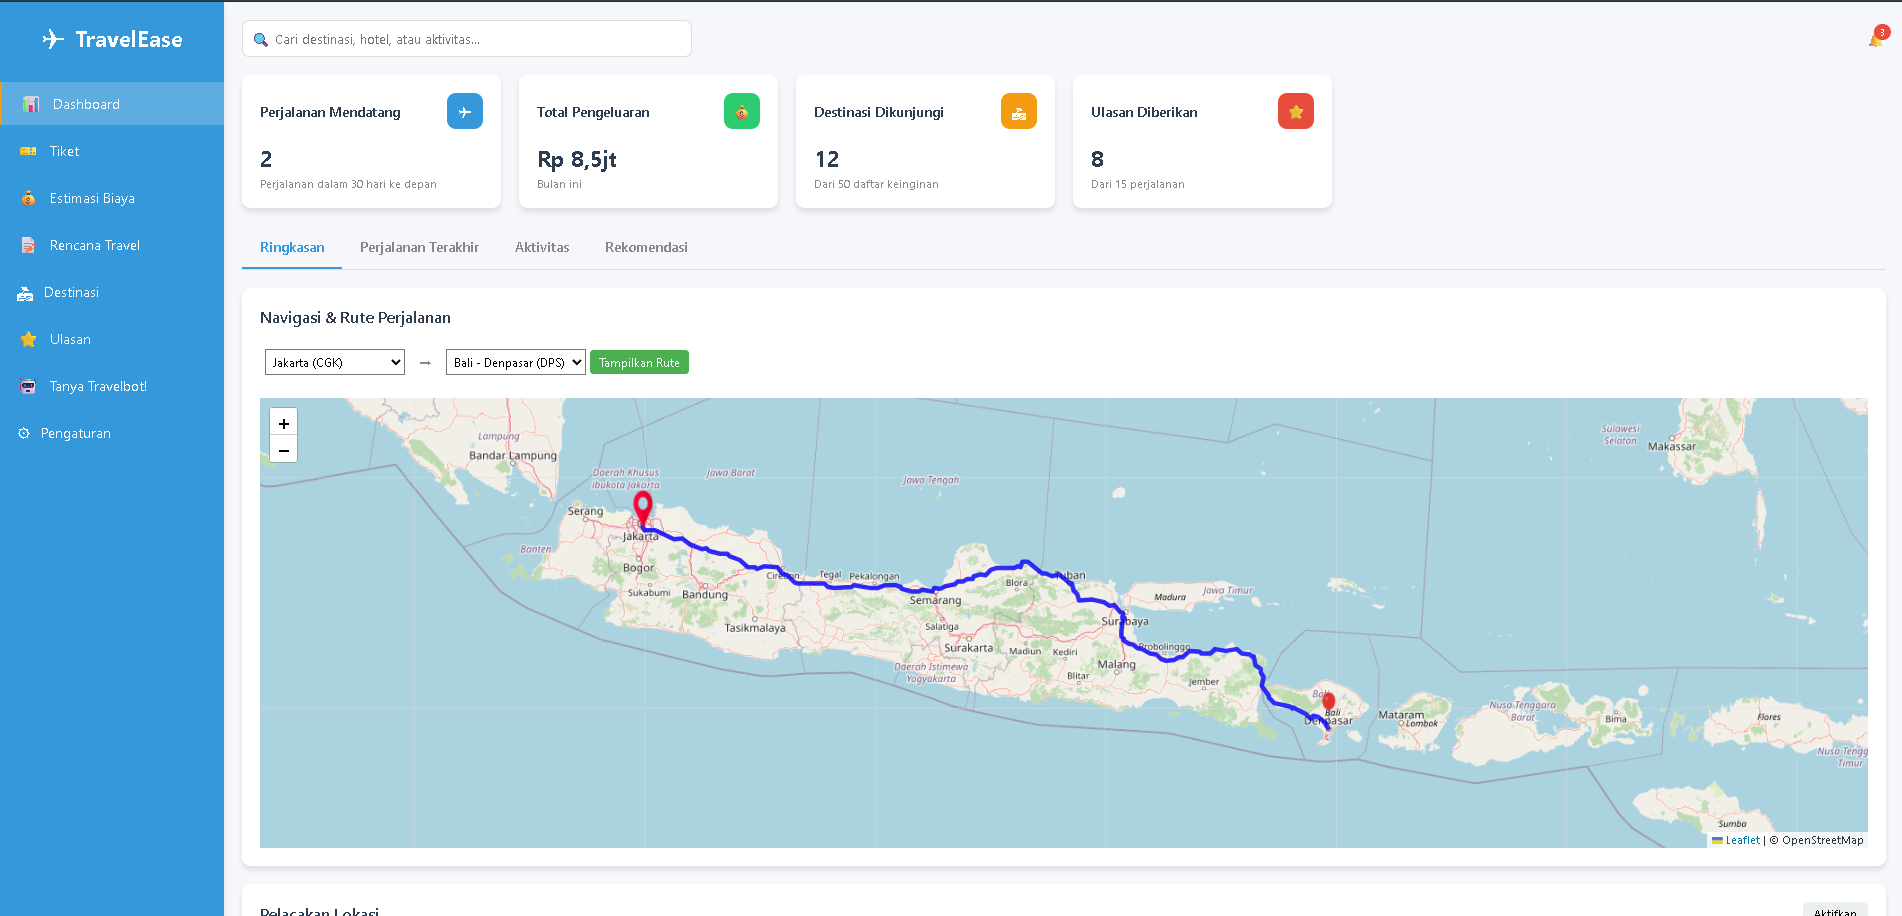 TravelEase
Dashboard
Tiket
Estimasi Biaya
Rencana Travel
Destinasi
Ulasan
Tanya Travelbot!
Pengaturan
Cari destinasi, hotel, atau aktivitas...
3
Perjalanan Mendatang
2
Perjalanan dalam 30 hari ke depan
Total Pengeluaran
Rp 8,5jt
Bulan ini
Destinasi Dikunjungi
12
Dari 50 daftar keinginan
Ulasan Diberikan
8
Dari 15 perjalanan
Ringkasan
Perjalanan Terakhir
Aktivitas
Rekomendasi
Navigasi & Rute Perjalanan
Jakarta (CGK)
→
Bali - Denpasar (DPS)
Tampilkan Rute
+
−
Lampung
Bandar Lampung
Daerah Khusus
Ibukota Jakarta
Jawa Barat
Jawa Tengah
Sulawesi
Selatan
Makassar
Serang
Jakarta
Banten
Bogor
Sukabumi
Bandung
Cirebon
Tegal
Pekalongan
Semarang
Blora
Tuban
Madura
Jawa Timur
Surabaya
Tasikmalaya
Salatiga
Surakarta
Madiun
Kediri
Probolinggo
Malang
Daerah Istimewa
Yogyakarta
Blitar
Jember
Bali
Bali
Denpasar
Mataram
Lombok
Nusa Tenggara
Barat
Bima
Flores
Nusa Tengg
Timur
Sumba
Leaflet | © OpenStreetMap
Pelacakan Lokasi
Aktifkan